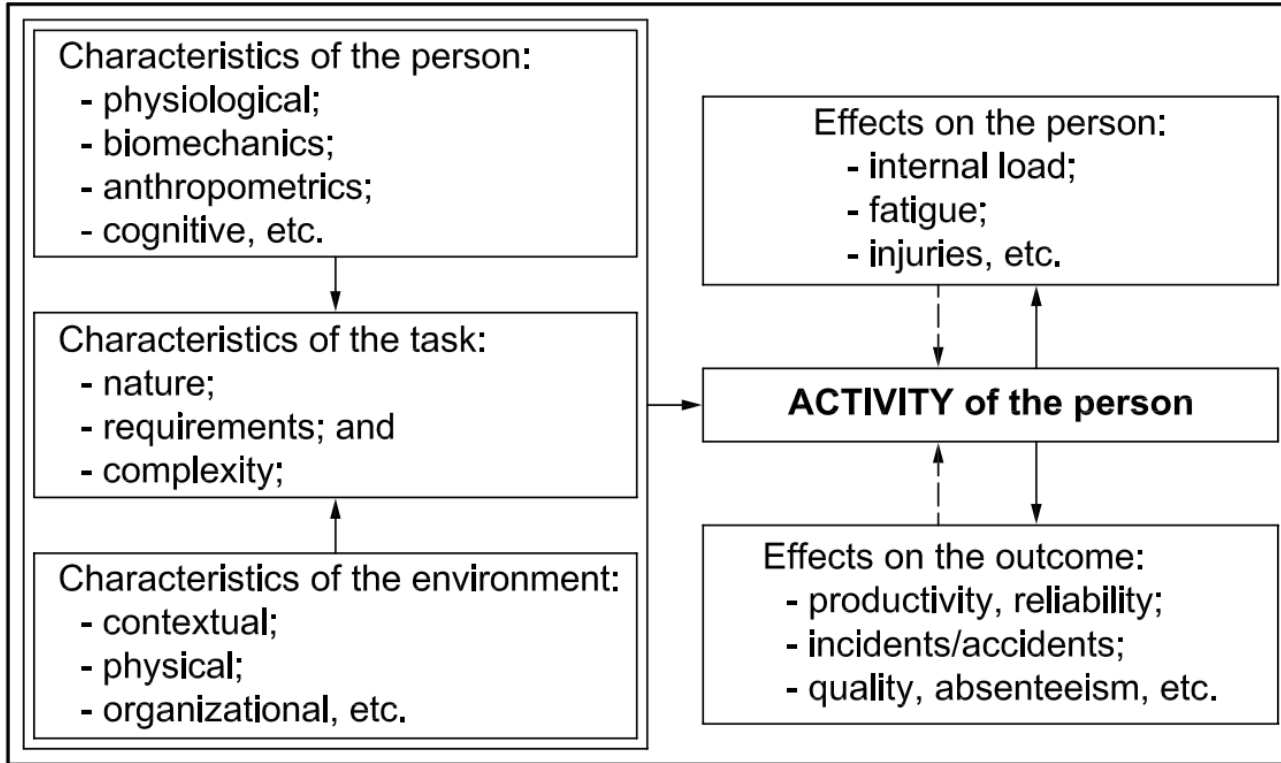 Characteristics of the person:
- physiological;
- biomechanics;
- anthropometrics;
- cognitive, etc.
Characteristics of the task:
- nature;
- requirements; and
- complexity;
Characteristics of the environment:
- contextual;
- physical;
- organizational, etc.
Effects on the person:
- internal load;
- fatigue;
- injuries, etc.
ACTIVITY of the person
Effects on the outcome:
- productivity, reliability;
- incidents/accidents;
- quality, absenteeism, etc.